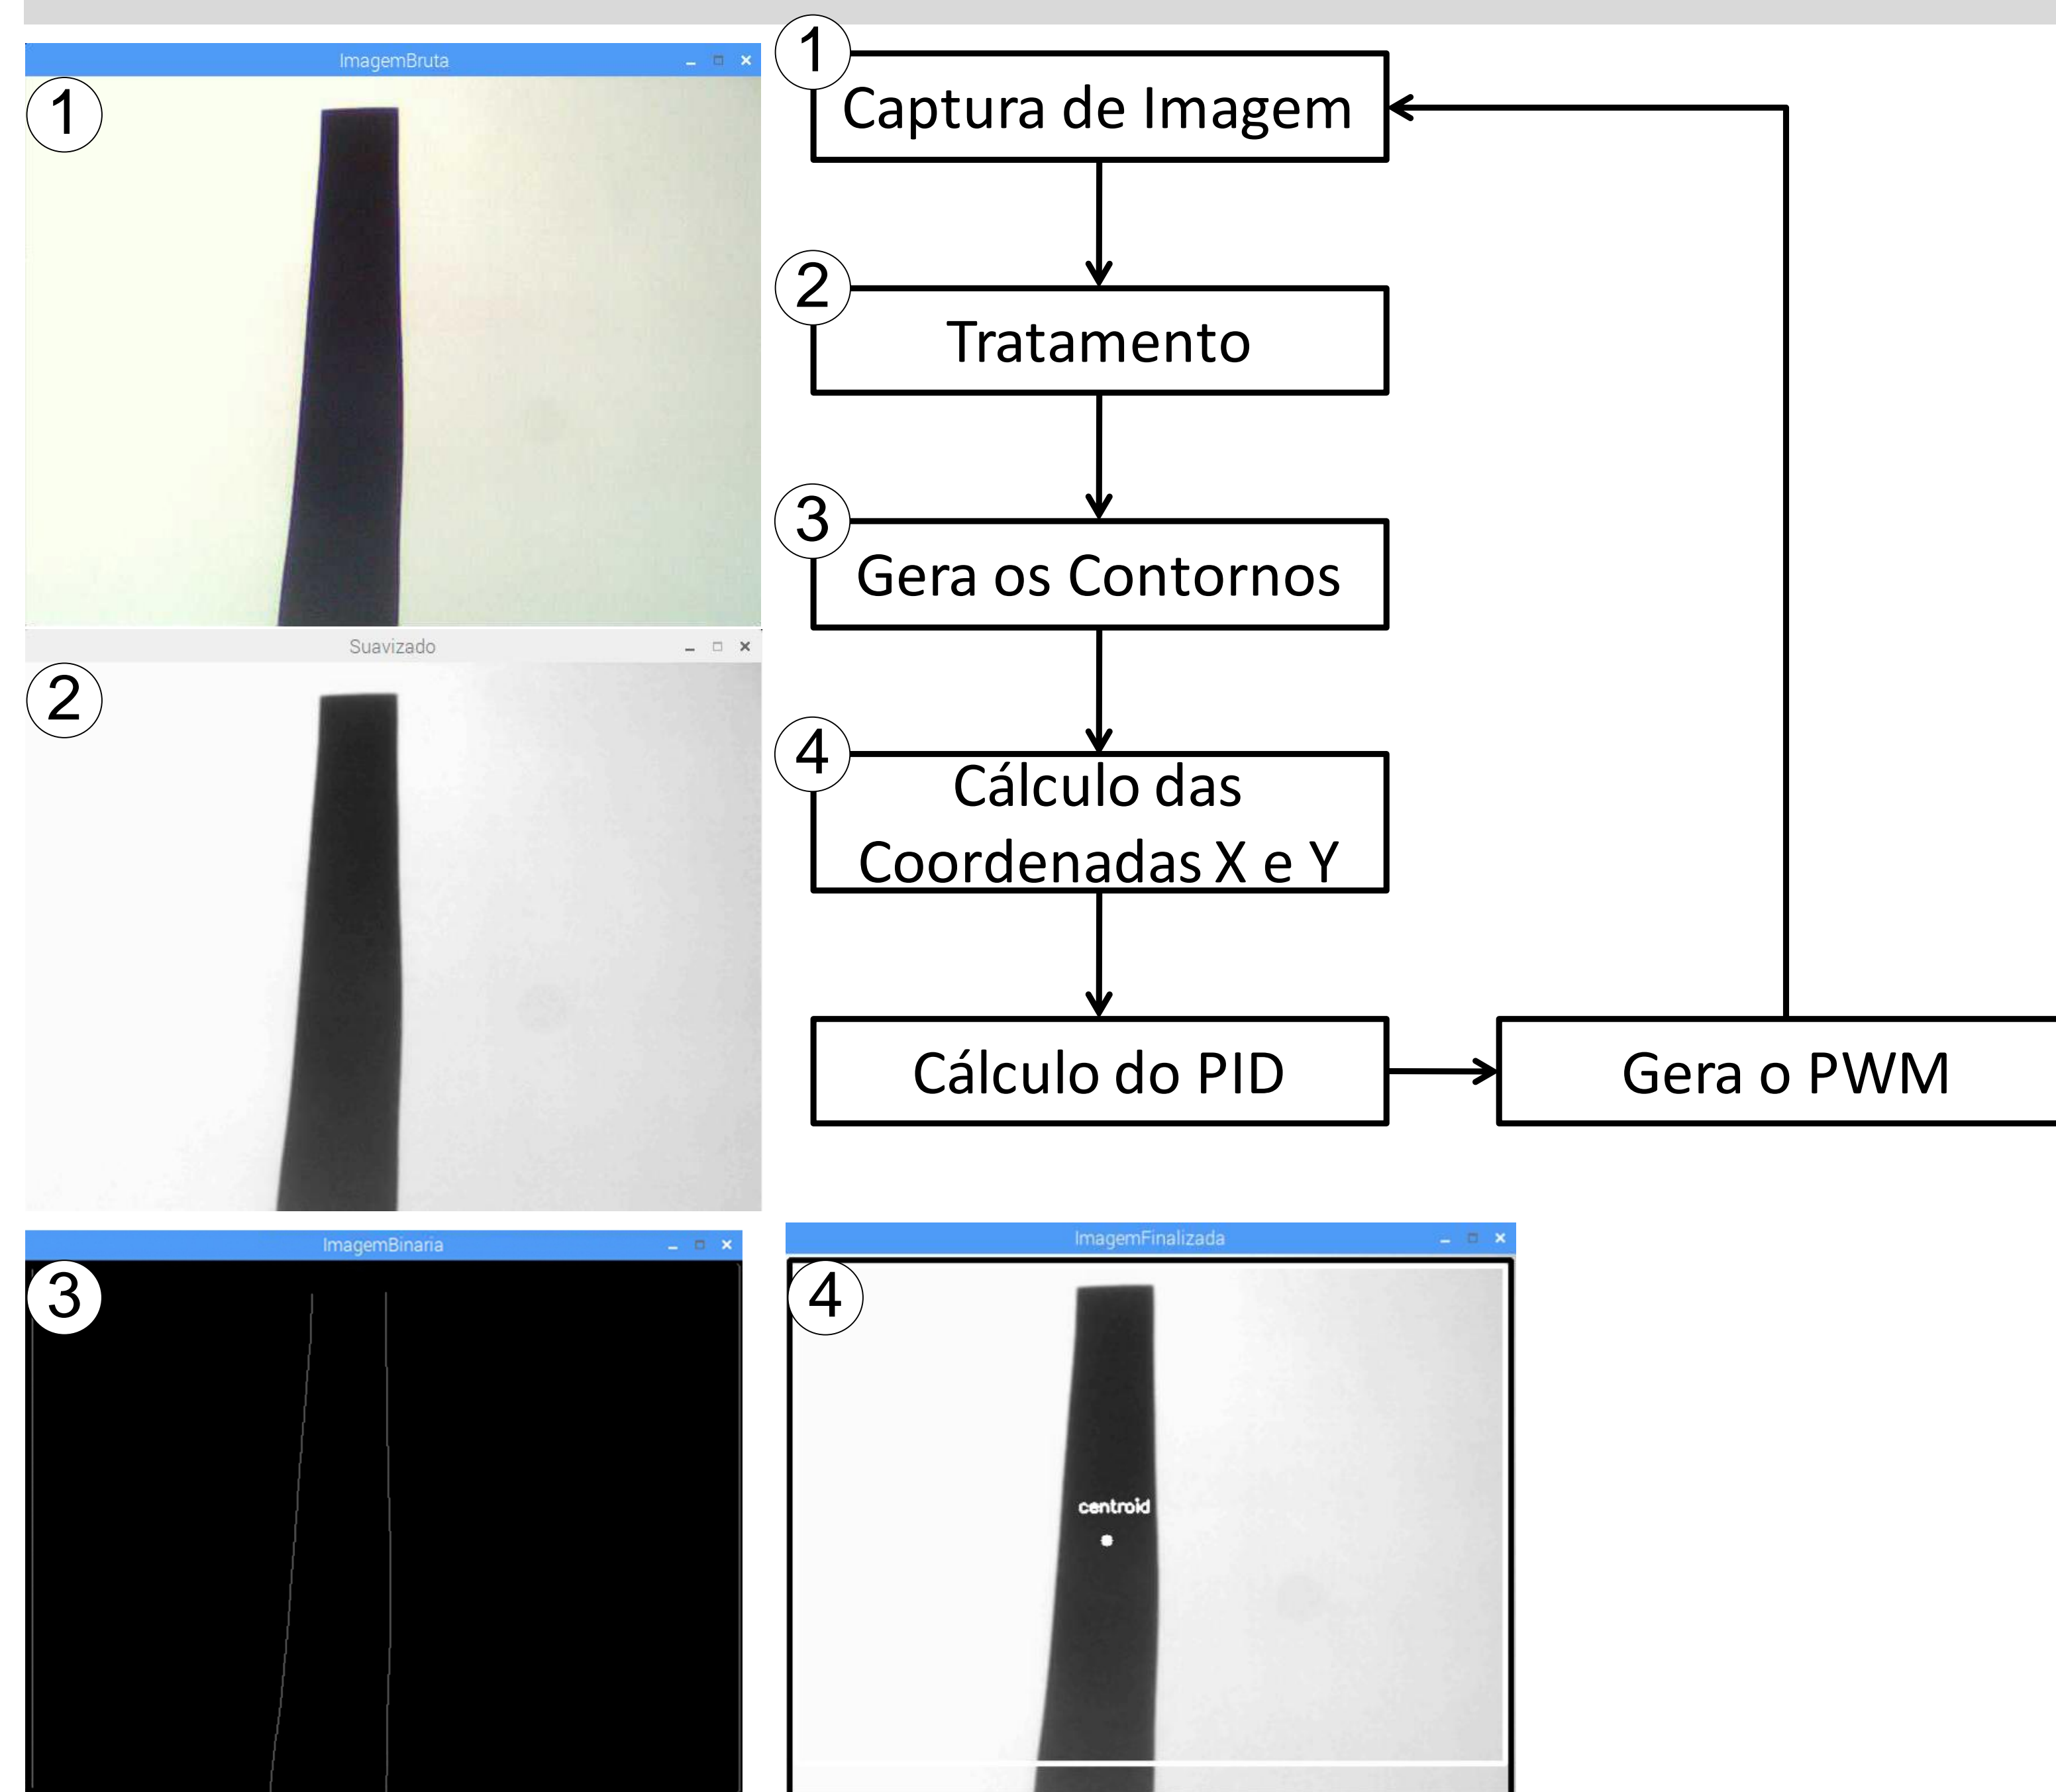 ImagemBruta
1
Suavizado
2
ImagemBinaria
3
1
Captura de Imagem
2
Tratamento
3
Gera os Contornos
4
Cálculo das
Coordenadas X e Y
Cálculo do PID
Gera o PWM
ImagemFinalizada
4
centroid